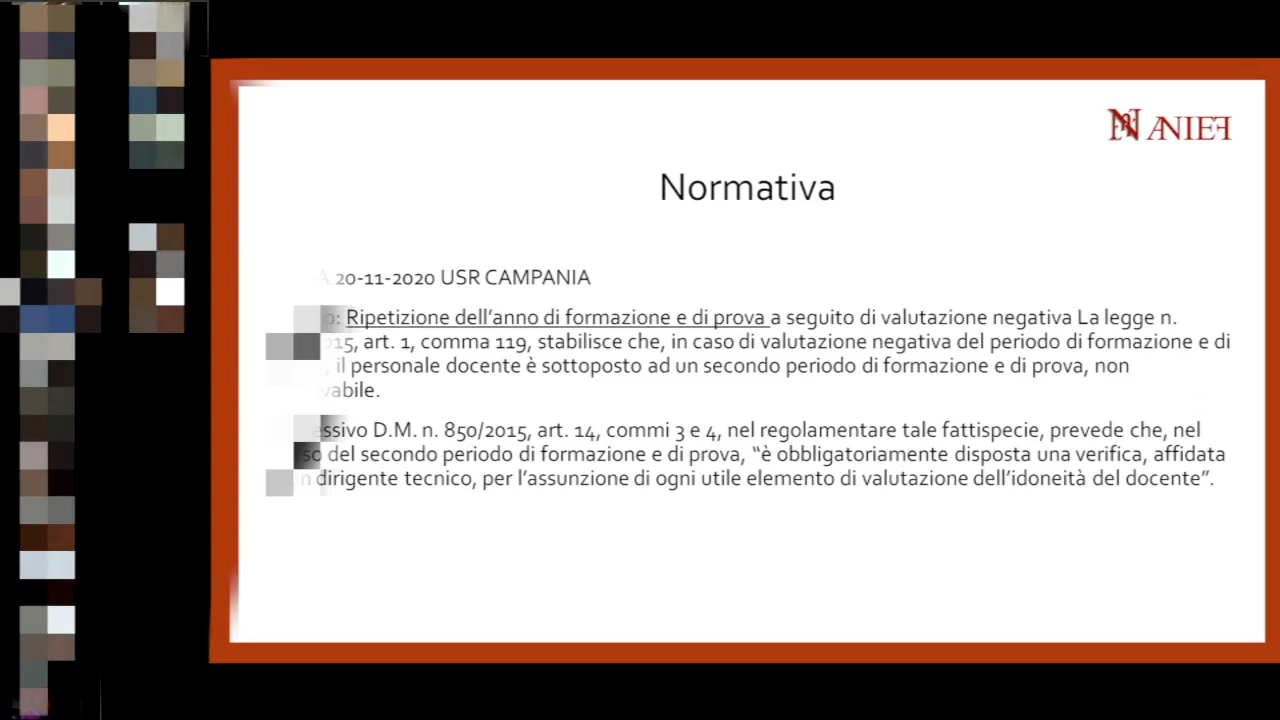 ANIEF
Normativa
20-11-2020 USR CAMPANIA
Ripetizione dell'anno di formazione e di prova a seguito di valutazione negativa La legge n.
art. 1, comma 119, stabilisce che, in caso di valutazione negativa del periodo di formazione e di
il personale docente è sottoposto ad un secondo periodo di formazione e di prova, non
D.M. n. 850/2015, art. 14, commi 3 e 4, nel regolamentare tale fattispecie, prevede che, nel
del secondo periodo di formazione e di prova, “è obbligatoriamente disposta una verifica, affidata
dirigente tecnico, per l'assunzione di ogni utile elemento di valutazione dell'idoneità del docente”.